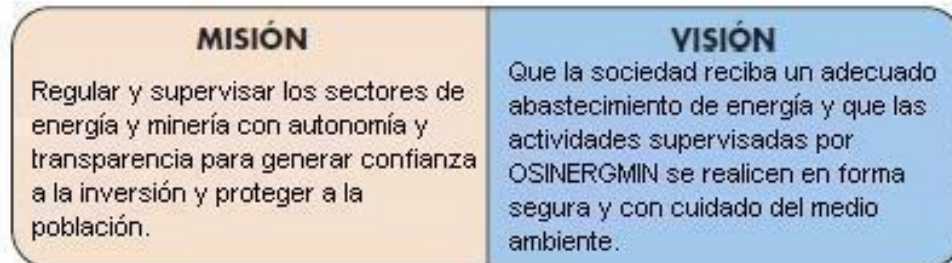 MISIÓN
Regular y supervisar los sectores de
energía y minería con autonomía y
transparencia para generar confianza
a la inversión y proteger a la
población.
VISIÓN
Que la sociedad reciba un adecuado
abastecimiento de energía y que las
actividades supervisadas por
OSINERGMIN se realicen en forma
segura y con cuidado del medio
ambiente.